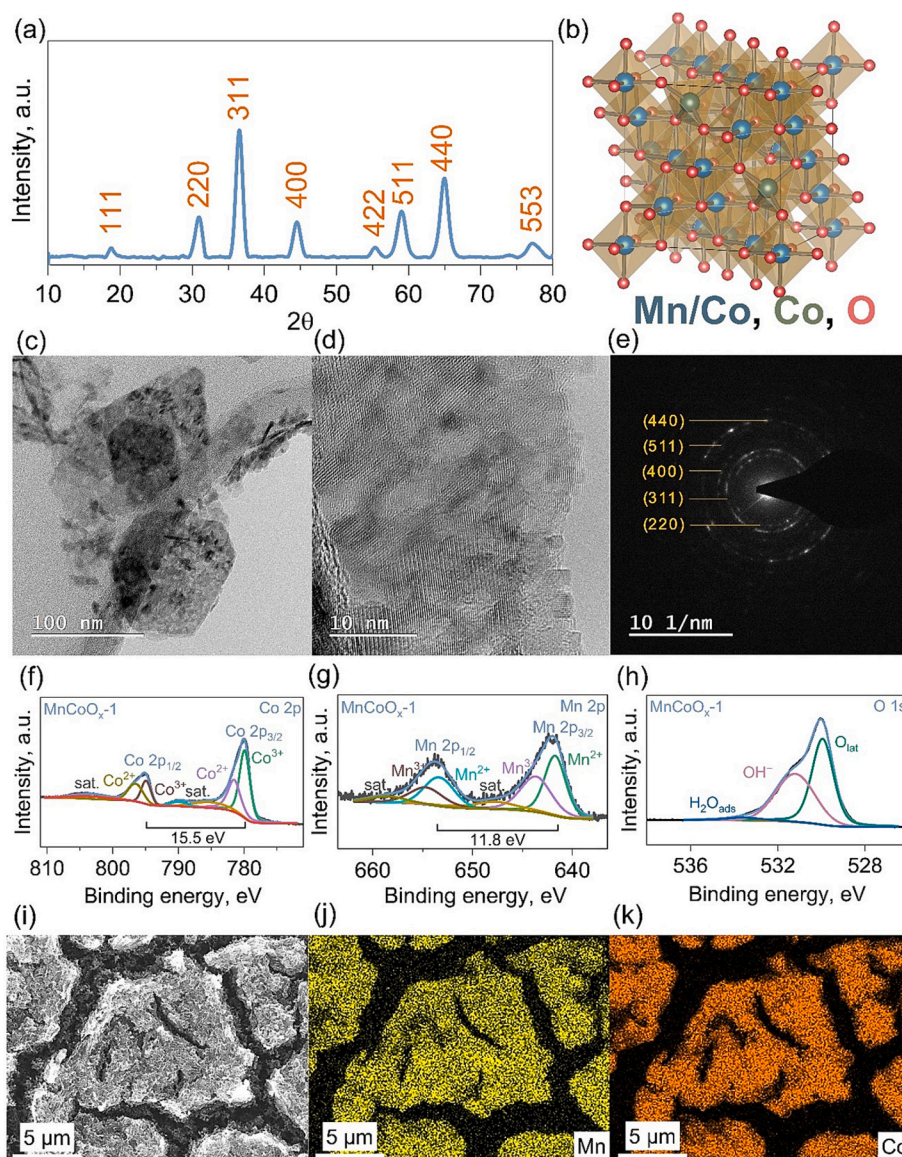 (a)
Intensity, a.u.
111
220
311
400
422
511
440
553
10 20 30 40 50 60 70 80
2θ
(b)
Mn/Co, Co, O
(c)
100 nm
(d)
10 nm
(e)
(440)
(511)
(400)
(311)
(220)
10 1/nm
(f)
MnCoOₓ-1 Co 2p
Co 2p₃/₂
Co 2p₁/₂
Co³⁺
Co²⁺
sat.
Co²⁺
Co³⁺
sat.
15.5 eV
Intensity, a.u.
810 800 790 780
Binding energy, eV
(g)
MnCoOₓ-1 Mn 2p
Mn 2p₃/₂
Mn 2p₁/₂
sat.
Mn³⁺
Mn²⁺
sat.
Mn³⁺
Mn²⁺
11.8 eV
Intensity, a.u.
660 650 640
Binding energy, eV
(h)
MnCoOₓ-1 O 1s
Oₗₐₜ
OH⁻
H₂Oₐdₛ
Intensity, a.u.
536 532 528
Binding energy, eV
(i)
5 µm
(j)
5 µm
Mn
(k)
5 µm
Co